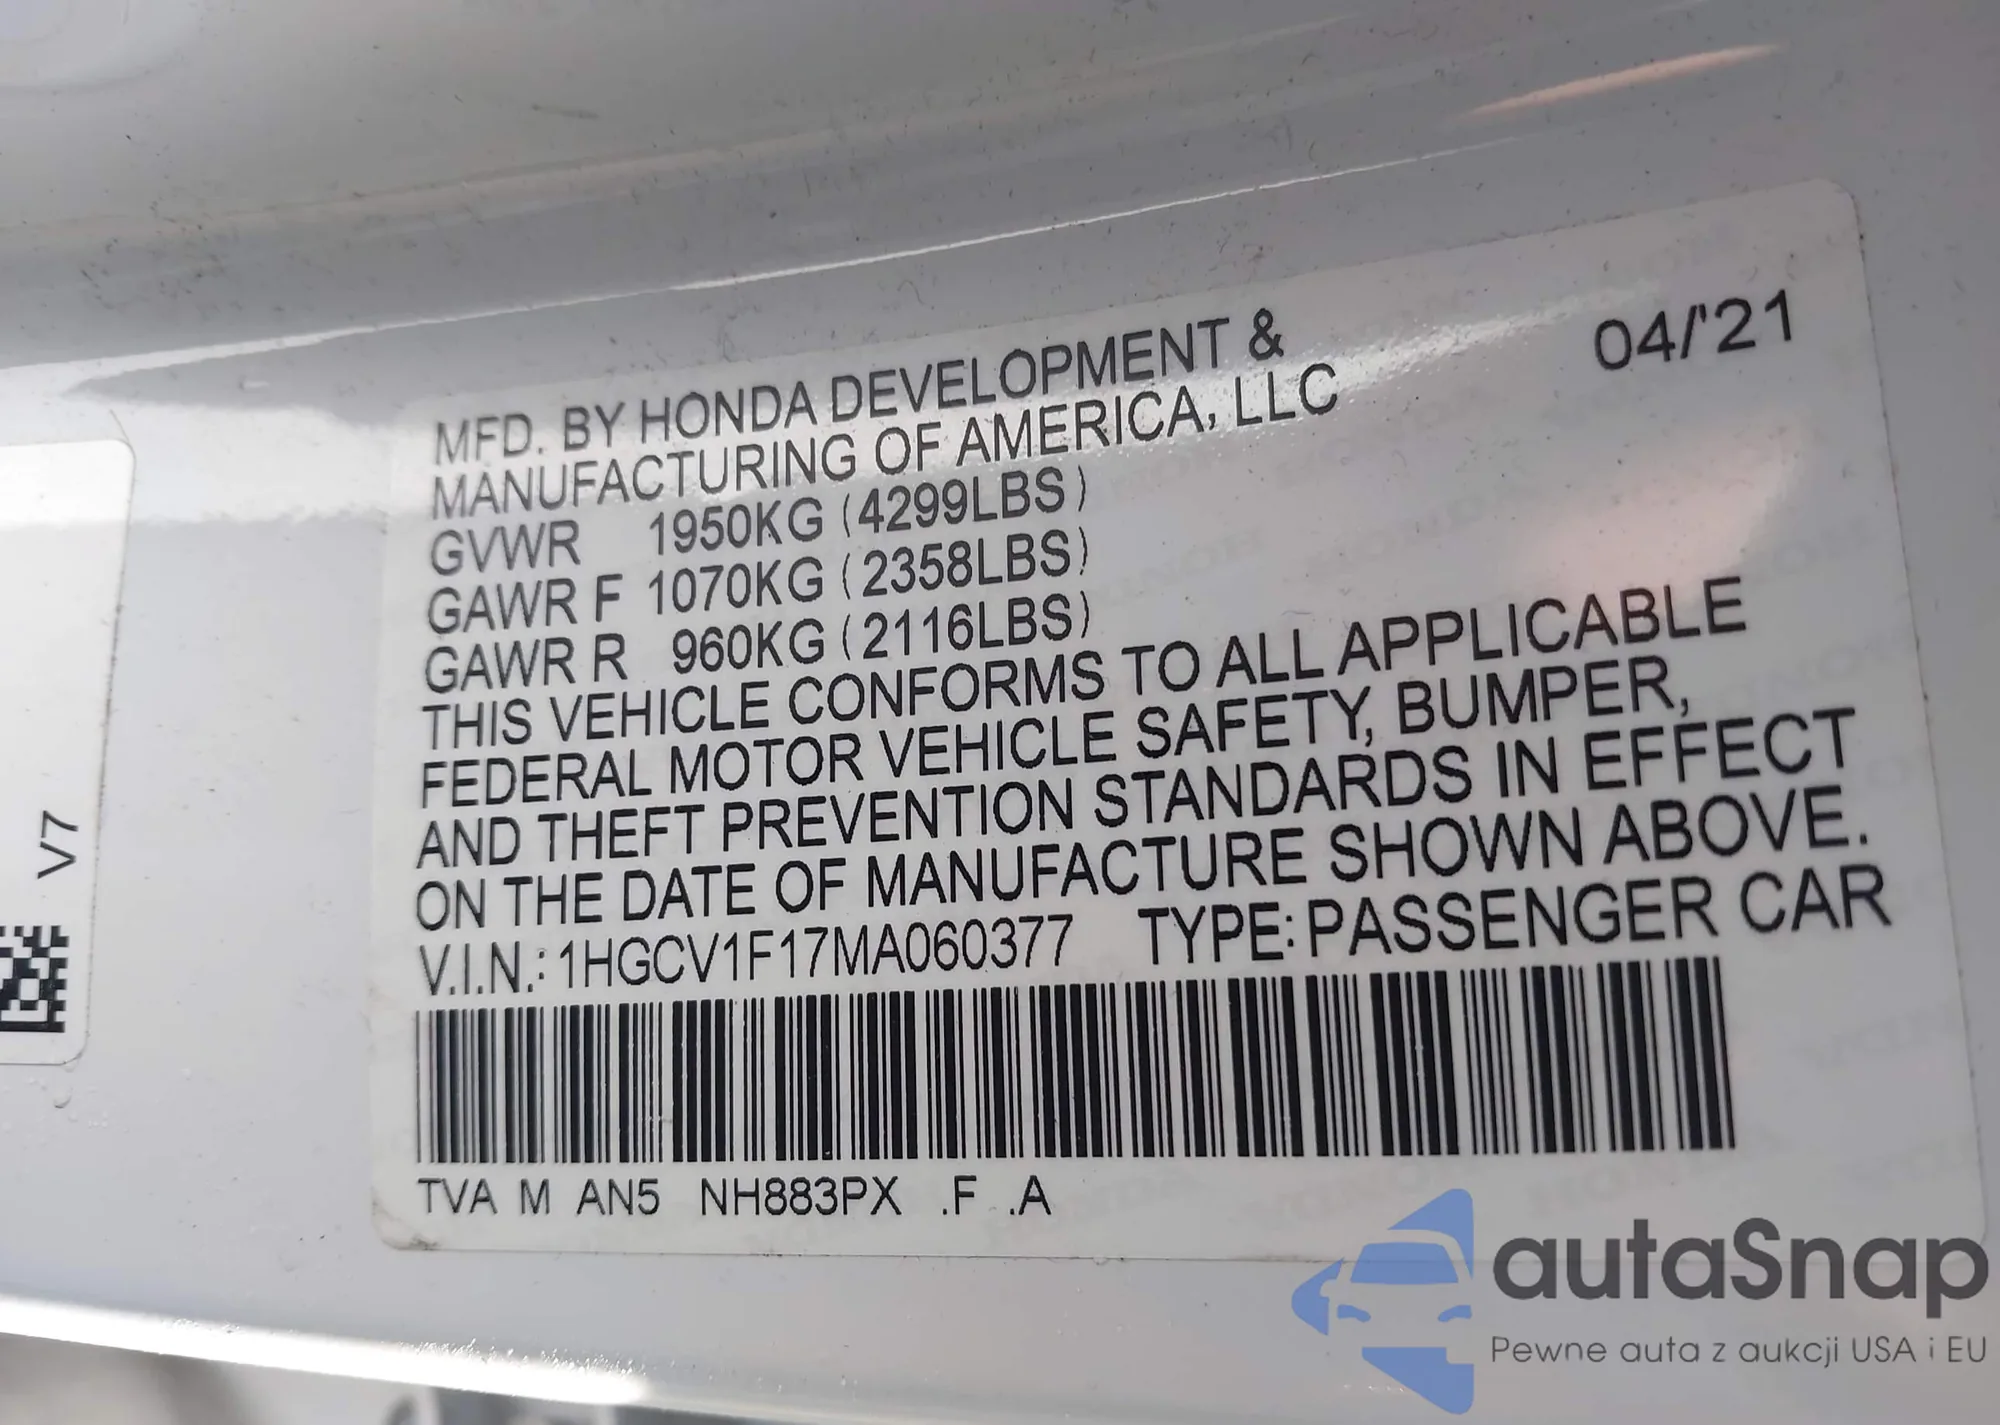 MFD. BY HONDA DEVELOPMENT &
MANUFACTURING OF AMERICA, LLC
04/'21
GVWR 1950KG (4299LBS)
GAWR F 1070KG (2358LBS)
GAWR R 960KG (2116LBS)
THIS VEHICLE CONFORMS TO ALL APPLICABLE
FEDERAL MOTOR VEHICLE SAFETY, BUMPER,
AND THEFT PREVENTION STANDARDS IN EFFECT
ON THE DATE OF MANUFACTURE SHOWN ABOVE.
V.I.N.: 1HGCV1F17MA060377 TYPE: PASSENGER CAR
TVA M AN5 NH883PX .F .A
V7
autaSnap
Pewne auta z aukcji USA i EU